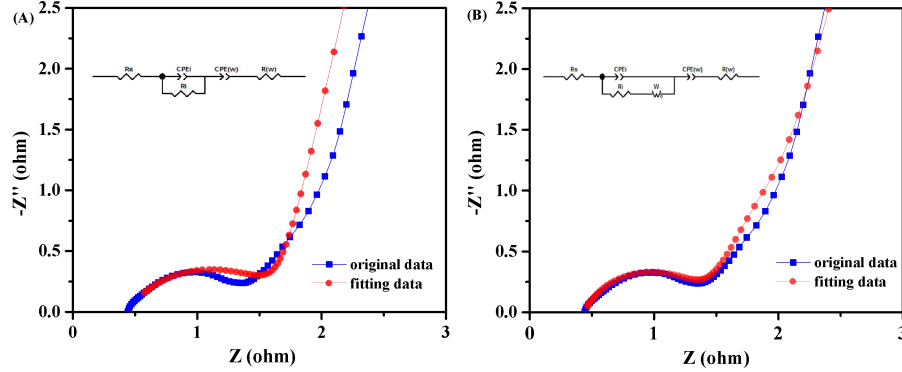 (A)
2.5
2.0
1.5
1.0
0.5
0.0
-Z'' (ohm)
Rs
CPEi
CPE(w)
R(w)
Ri
original data
fitting data
0
1
2
3
Z (ohm)
(B)
2.5
2.0
1.5
1.0
0.5
0.0
-Z'' (ohm)
Rs
CPEi
CPE(w)
R(w)
Ri
W
original data
fitting data
0
1
2
3
Z (ohm)